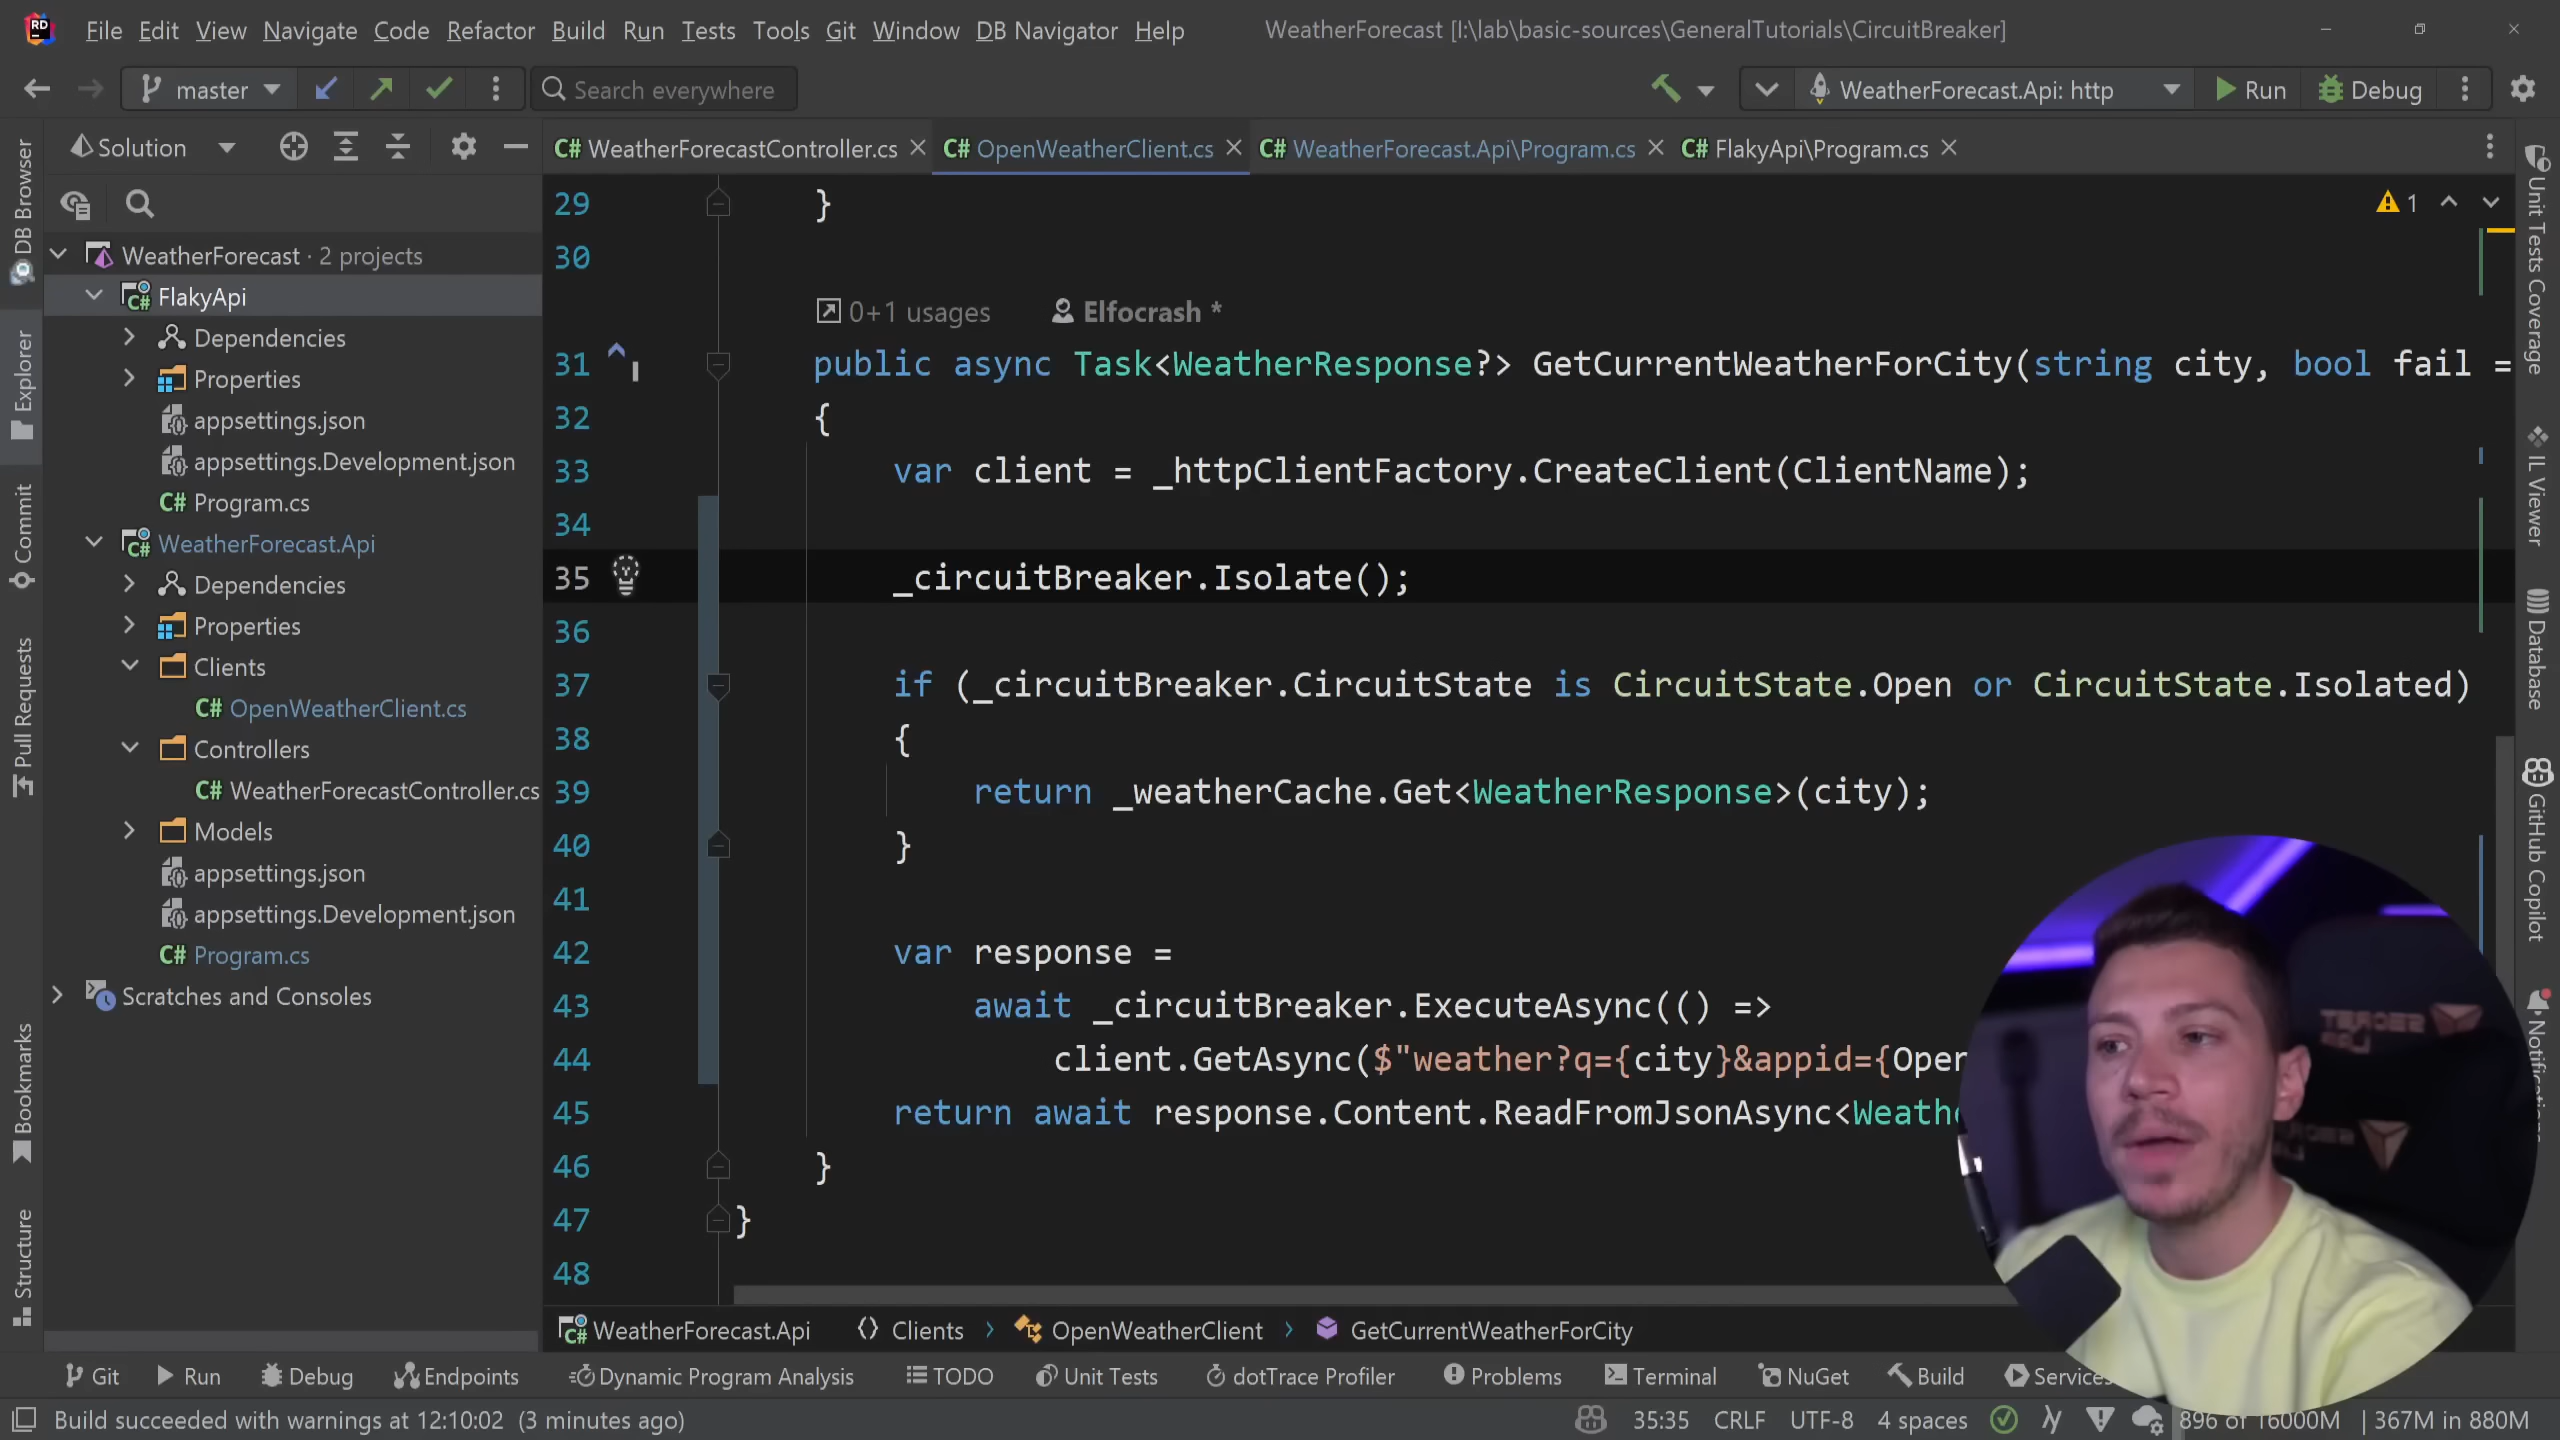 RD File Edit View Navigate Code Refactor Build Run Tests Tools Git Window DB Navigator Help WeatherForecast [I:\lab\basic-sources\GeneralTutorials\CircuitBreaker]
master Search everywhere WeatherForecast.Api: http Run Debug
Solution
C# WeatherForecastController.cs C# OpenWeatherClient.cs C# WeatherForecast.Api\Program.cs C# FlakyApi\Program.cs
DB Browser
Explorer
Commit
Pull Requests
Bookmarks
Structure
WeatherForecast · 2 projects
C# FlakyApi
Dependencies
Properties
appsettings.json
appsettings.Development.json
C# Program.cs
C# WeatherForecast.Api
Dependencies
Properties
Clients
C# OpenWeatherClient.cs
Controllers
C# WeatherForecastController.cs
Models
appsettings.json
appsettings.Development.json
C# Program.cs
Scratches and Consoles
1
29 }
30
0+1 usages Elfocrash *
31 public async Task<WeatherResponse?> GetCurrentWeatherForCity(string city, bool fail =
32 {
33 var client = _httpClientFactory.CreateClient(ClientName);
34
35 _circuitBreaker.Isolate();
36
37 if (_circuitBreaker.CircuitState is CircuitState.Open or CircuitState.Isolated)
38 {
39 return _weatherCache.Get<WeatherResponse>(city);
40 }
41
42 var response =
43 await _circuitBreaker.ExecuteAsync(() =>
44 client.GetAsync($"weather?q={city}&appid={Open
45 return await response.Content.ReadFromJsonAsync<Weathe
46 }
47 }
48
Unit Tests Coverage
IL Viewer
Database
GitHub Copilot
Notifications
C# WeatherForecast.Api Clients OpenWeatherClient GetCurrentWeatherForCity
Git Run Debug Endpoints Dynamic Program Analysis TODO Unit Tests dotTrace Profiler Problems Terminal NuGet Build Services
Build succeeded with warnings at 12:10:02 (3 minutes ago) 35:35 CRLF UTF-8 4 spaces 896 of 16000M 367M in 880M